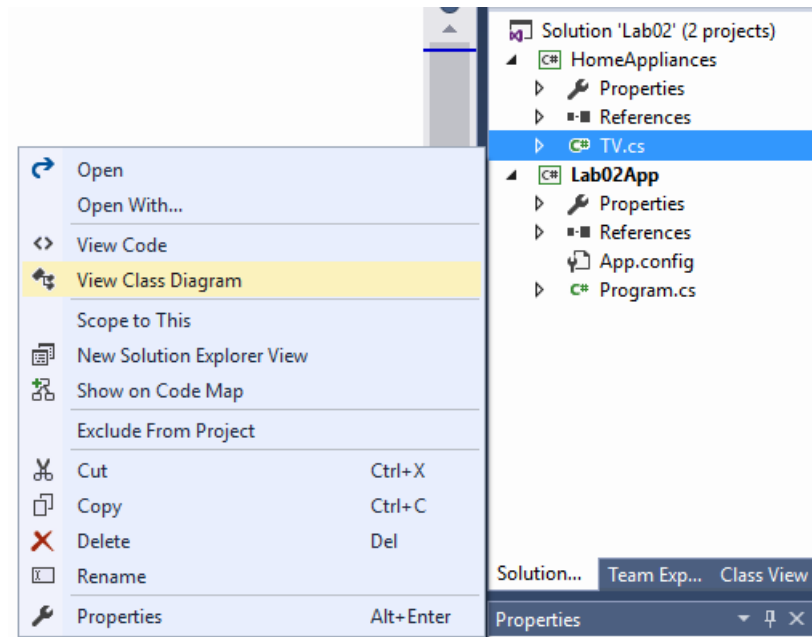 Open
Open With...
View Code
View Class Diagram
Scope to This
New Solution Explorer View
Show on Code Map
Exclude From Project
Cut Ctrl+X
Copy Ctrl+C
Delete Del
Rename
Properties Alt+Enter
Solution 'Lab02' (2 projects)
C# HomeAppliances
Properties
References
C# TV.cs
C# Lab02App
Properties
References
App.config
C# Program.cs
Solution... Team Exp... Class View
Properties